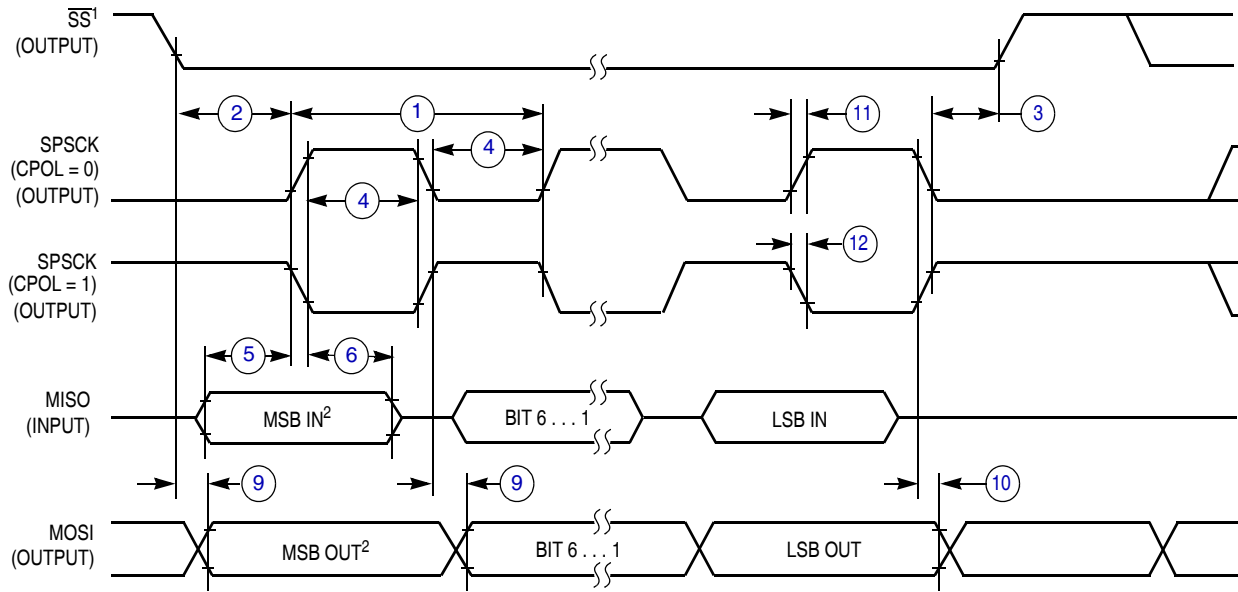 SS¹
(OUTPUT)
2
1
11
3
SPSCK
(CPOL = 0)
(OUTPUT)
4
4
12
SPSCK
(CPOL = 1)
(OUTPUT)
5
6
MISO
(INPUT)
MSB IN²
BIT 6 . . . 1
LSB IN
9
9
10
MOSI
(OUTPUT)
MSB OUT²
BIT 6 . . . 1
LSB OUT